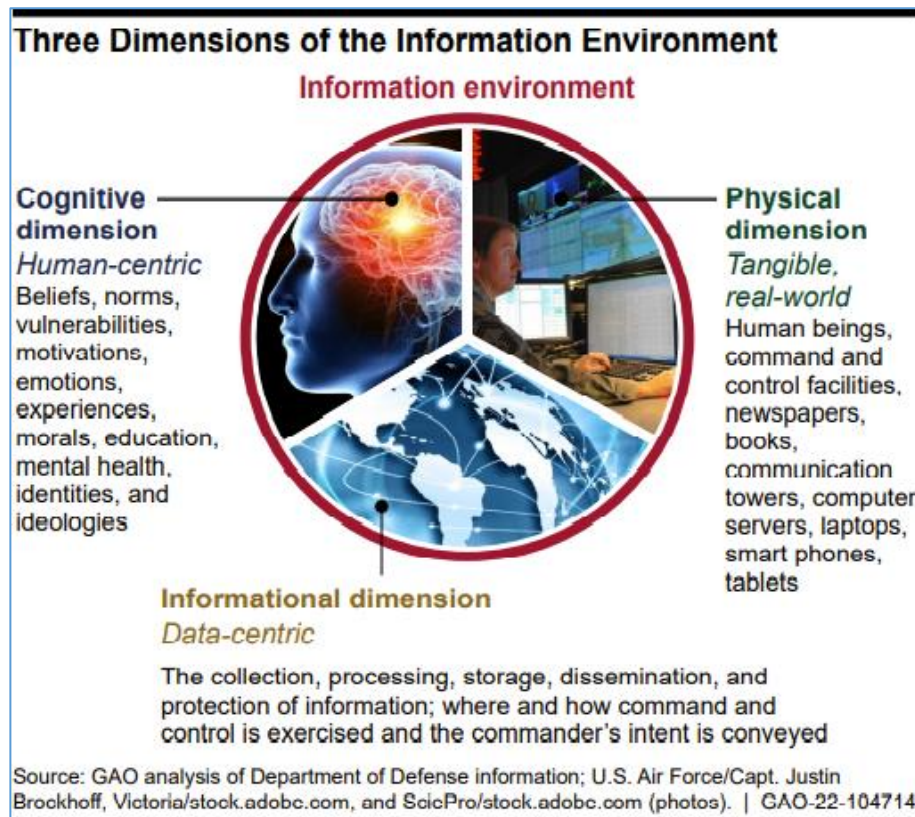 Three Dimensions of the Information Environment
Information environment
Cognitive
dimension
Human-centric
Beliefs, norms,
vulnerabilities,
motivations,
emotions,
experiences,
morals, education,
mental health,
identities, and
ideologies
Physical
dimension
Tangible,
real-world
Human beings,
command and
control facilities,
newspapers,
books,
communication
towers, computer
servers, laptops,
smart phones,
tablets
Informational dimension
Data-centric
The collection, processing, storage, dissemination, and
protection of information; where and how command and
control is exercised and the commander's intent is conveyed
Source: GAO analysis of Department of Defense information; U.S. Air Force/Capt. Justin
Brockhoff, Victoria/stock.adobe.com, and SciePro/stock.adobe.com (photos). | GAO-22-104714